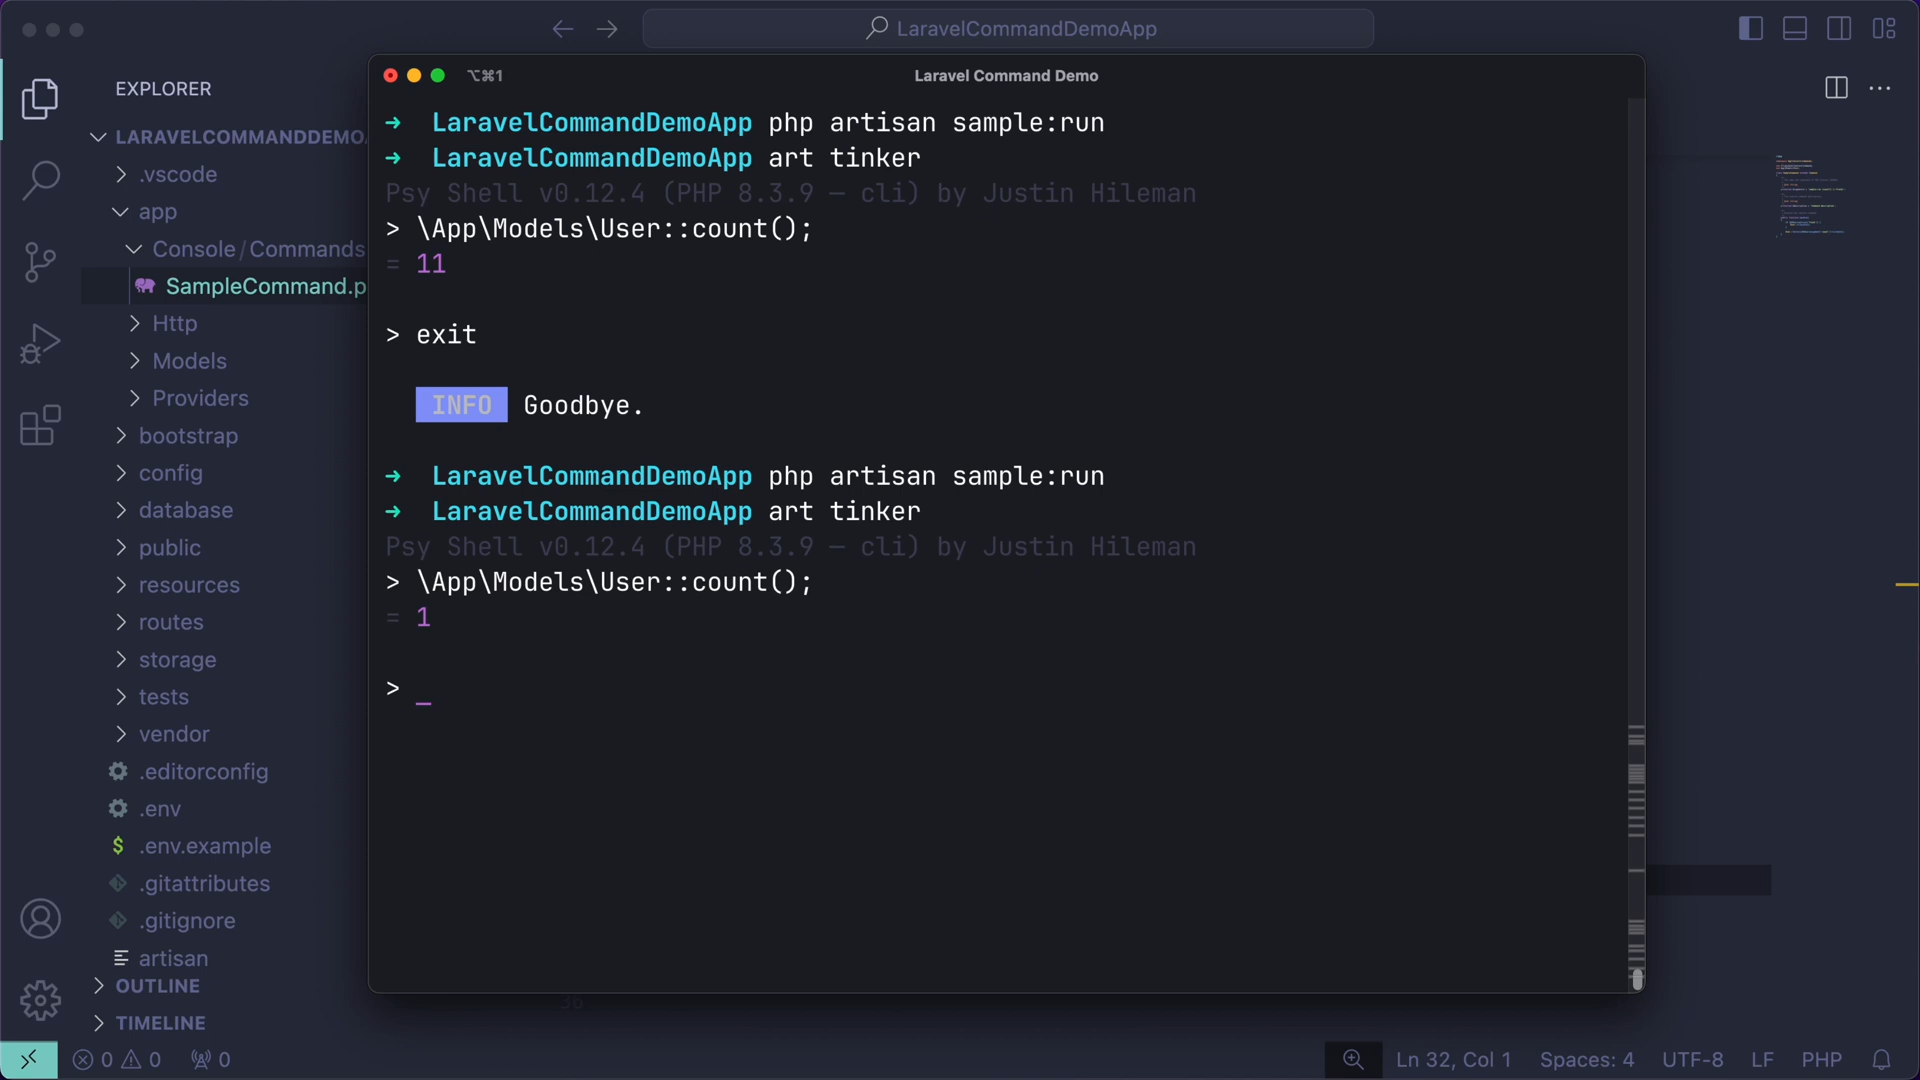 LaravelCommandDemoApp
EXPLORER
LARAVELCOMMANDDEMO
.vscode
app
Console/Commands
SampleCommand.p
Http
Models
Providers
bootstrap
config
database
public
resources
routes
storage
tests
vendor
.editorconfig
.env
.env.example
.gitattributes
.gitignore
artisan
OUTLINE
TIMELINE
⌥⌘1
Laravel Command Demo
→ LaravelCommandDemoApp php artisan sample:run
→ LaravelCommandDemoApp art tinker
Psy Shell v0.12.4 (PHP 8.3.9 — cli) by Justin Hileman
> \App\Models\User::count();
= 11
> exit
INFO Goodbye.
→ LaravelCommandDemoApp php artisan sample:run
→ LaravelCommandDemoApp art tinker
Psy Shell v0.12.4 (PHP 8.3.9 — cli) by Justin Hileman
> \App\Models\User::count();
= 1
> _
36
0 0 0
Ln 32, Col 1 Spaces: 4 UTF-8 LF PHP